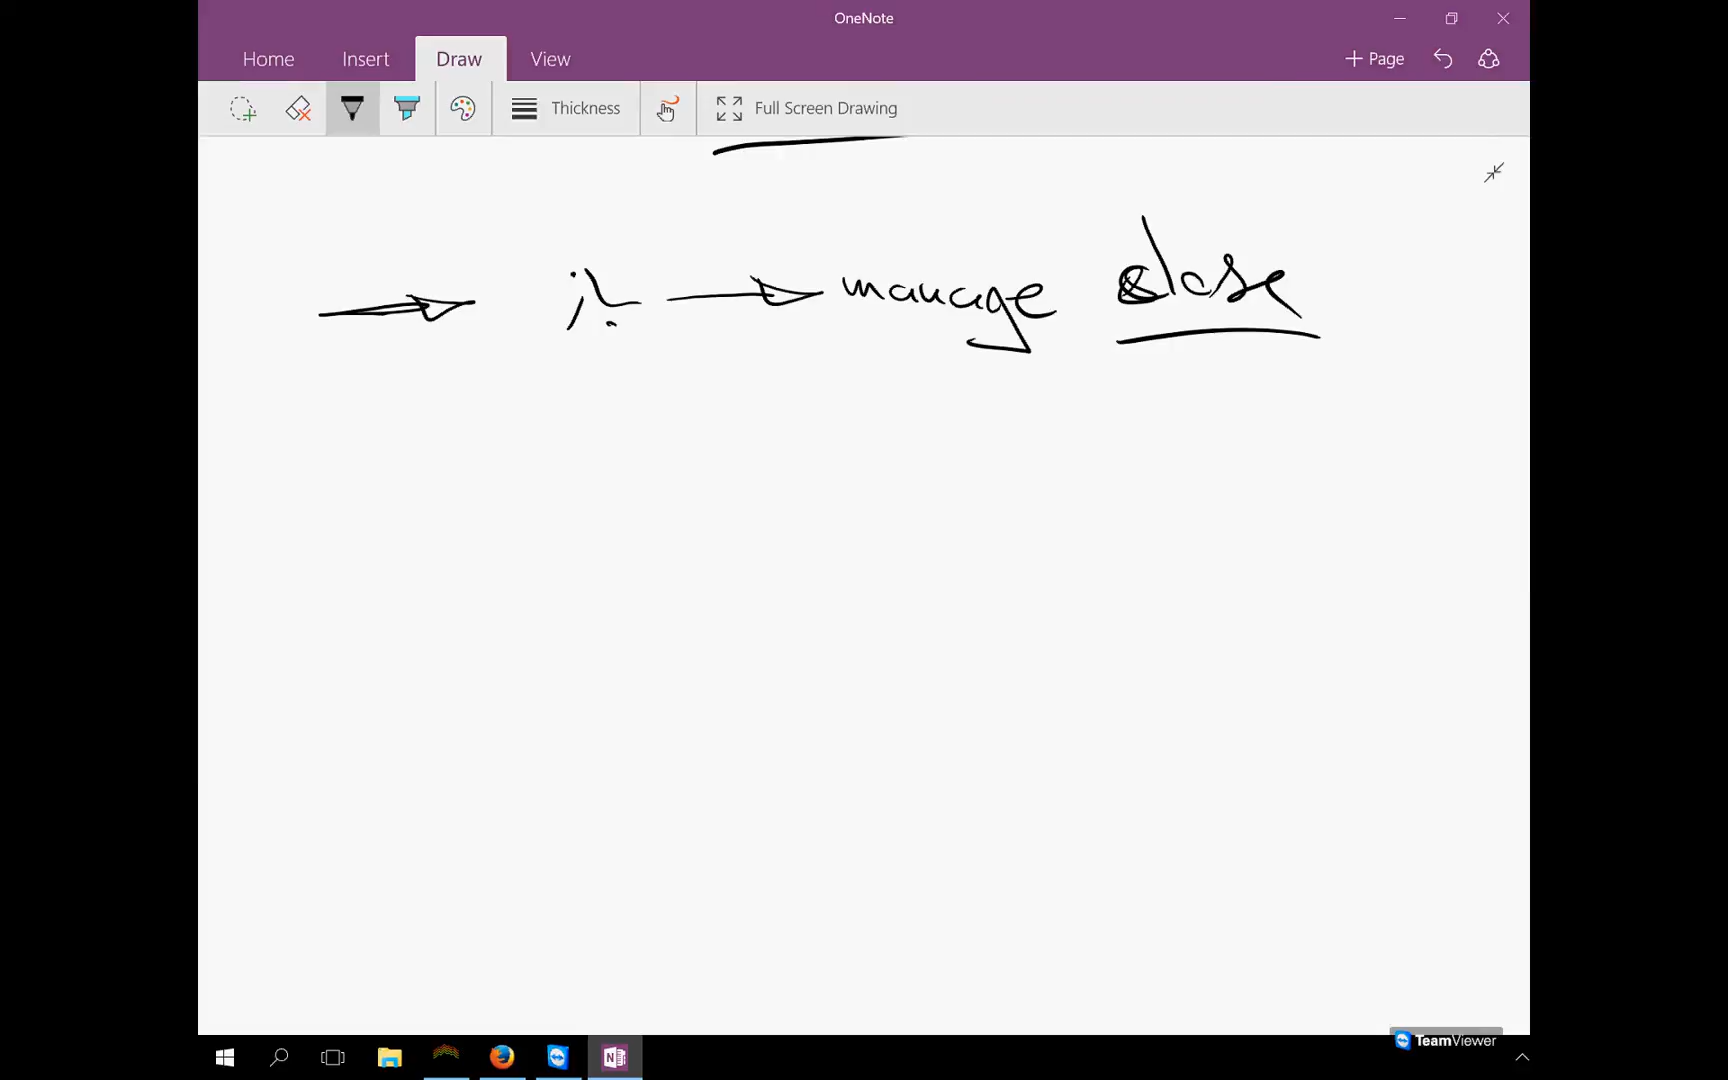 OneNote
Home Insert Draw View + Page
Thickness Full Screen Drawing
manage close
TeamViewer